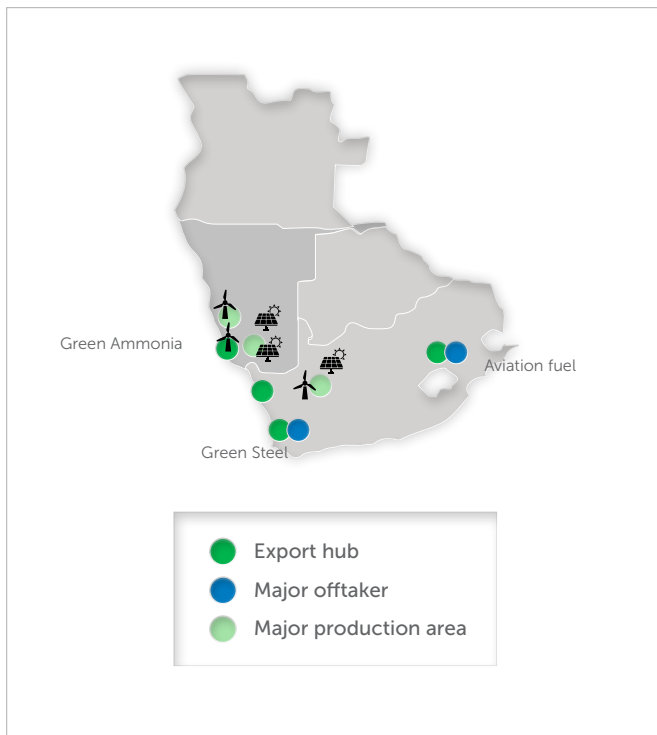 Green Ammonia
Aviation fuel
Green Steel
Export hub
Major offtaker
Major production area